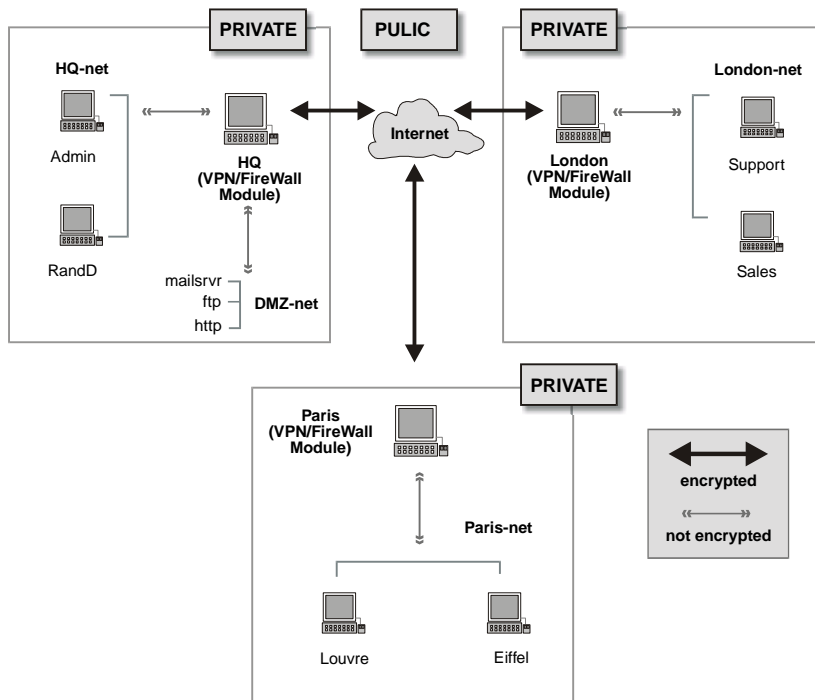 PRIVATE
PULIC
PRIVATE
HQ-net
London-net
Admin
HQ
(VPN/FireWall
Module)
Internet
London
(VPN/FireWall
Module)
Support
RandD
Sales
mailsrvr
ftp
http
DMZ-net
PRIVATE
Paris
(VPN/FireWall
Module)
encrypted
not encrypted
Paris-net
Louvre
Eiffel